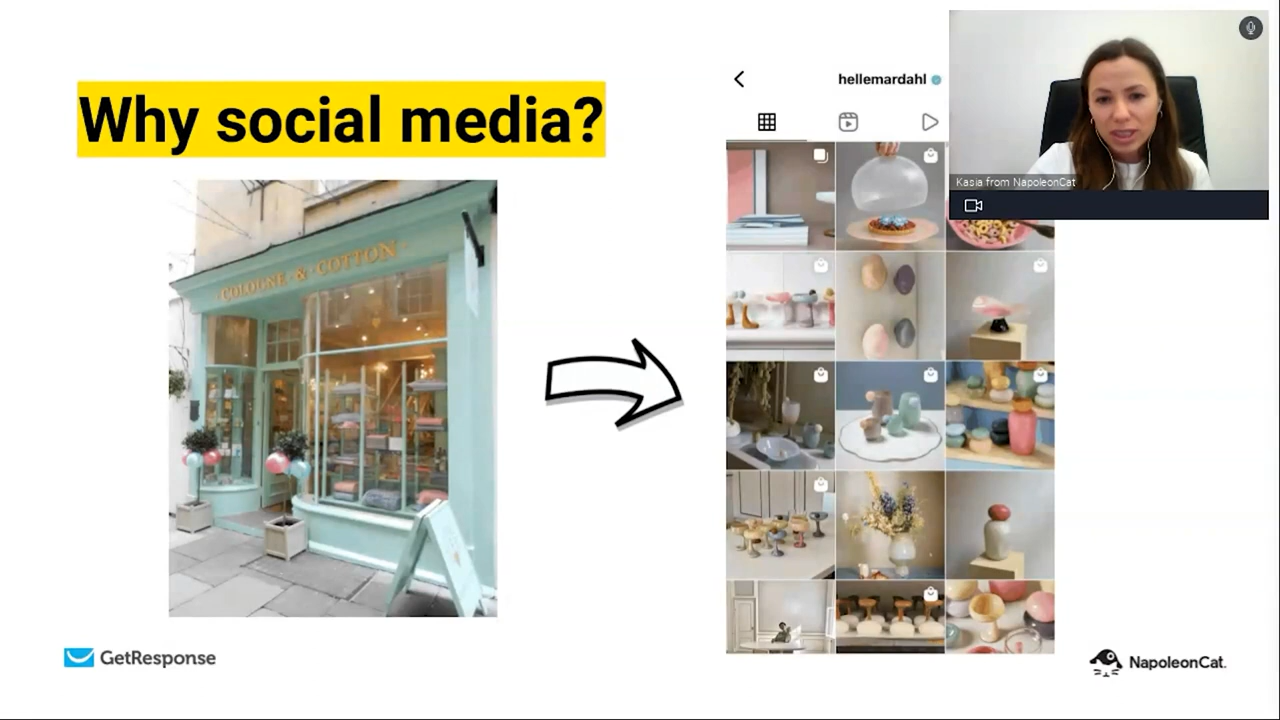 Why social media?
hellemardahl
Kasia from NapoleonCat
COLOGNE & COTTON
GetResponse
NapoleonCat.